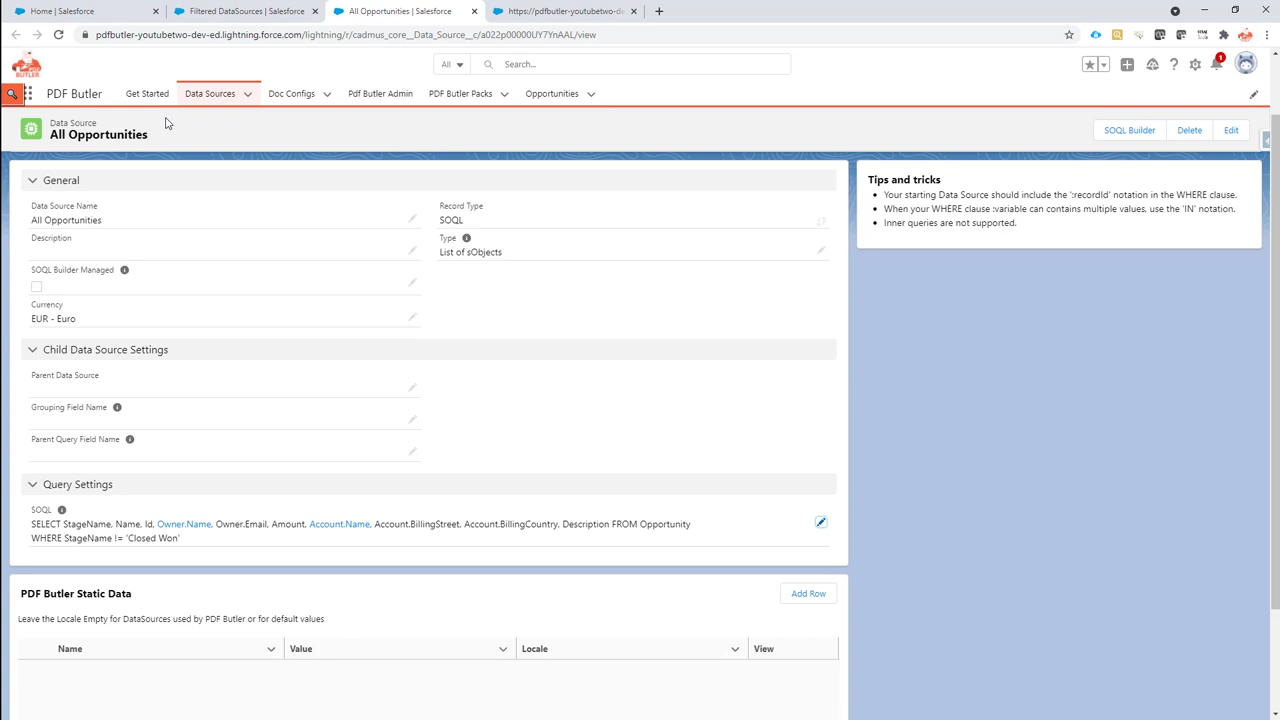 Home | Salesforce
Filtered DataSources | Salesforce
All Opportunities | Salesforce
https://pdfbutler-youtubetwo-de
pdfbutler-youtubetwo-dev-ed.lightning.force.com/lightning/r/cadmus_core__Data_Source__c/a022p00000UY7YnAAL/view
BUTLER
All
Search...
1
PDF Butler
Get Started
Data Sources
Doc Configs
Pdf Butler Admin
PDF Butler Packs
Opportunities
Data Source
All Opportunities
SOQL Builder
Delete
Edit
General
Data Source Name
All Opportunities
Record Type
SOQL
Description
Type
List of sObjects
SOQL Builder Managed
Currency
EUR - Euro
Child Data Source Settings
Parent Data Source
Grouping Field Name
Parent Query Field Name
Query Settings
SOQL
SELECT StageName, Name, Id, Owner.Name, Owner.Email, Amount, Account.Name, Account.BillingStreet, Account.BillingCountry, Description FROM Opportunity
WHERE StageName != 'Closed Won'
Tips and tricks
Your starting Data Source should include the ':recordId' notation in the WHERE clause.
When your WHERE clause :variable can contains multiple values, use the 'IN' notation.
Inner queries are not supported.
PDF Butler Static Data
Add Row
Leave the Locale Empty for DataSources used by PDF Butler or for default values
Name
Value
Locale
View